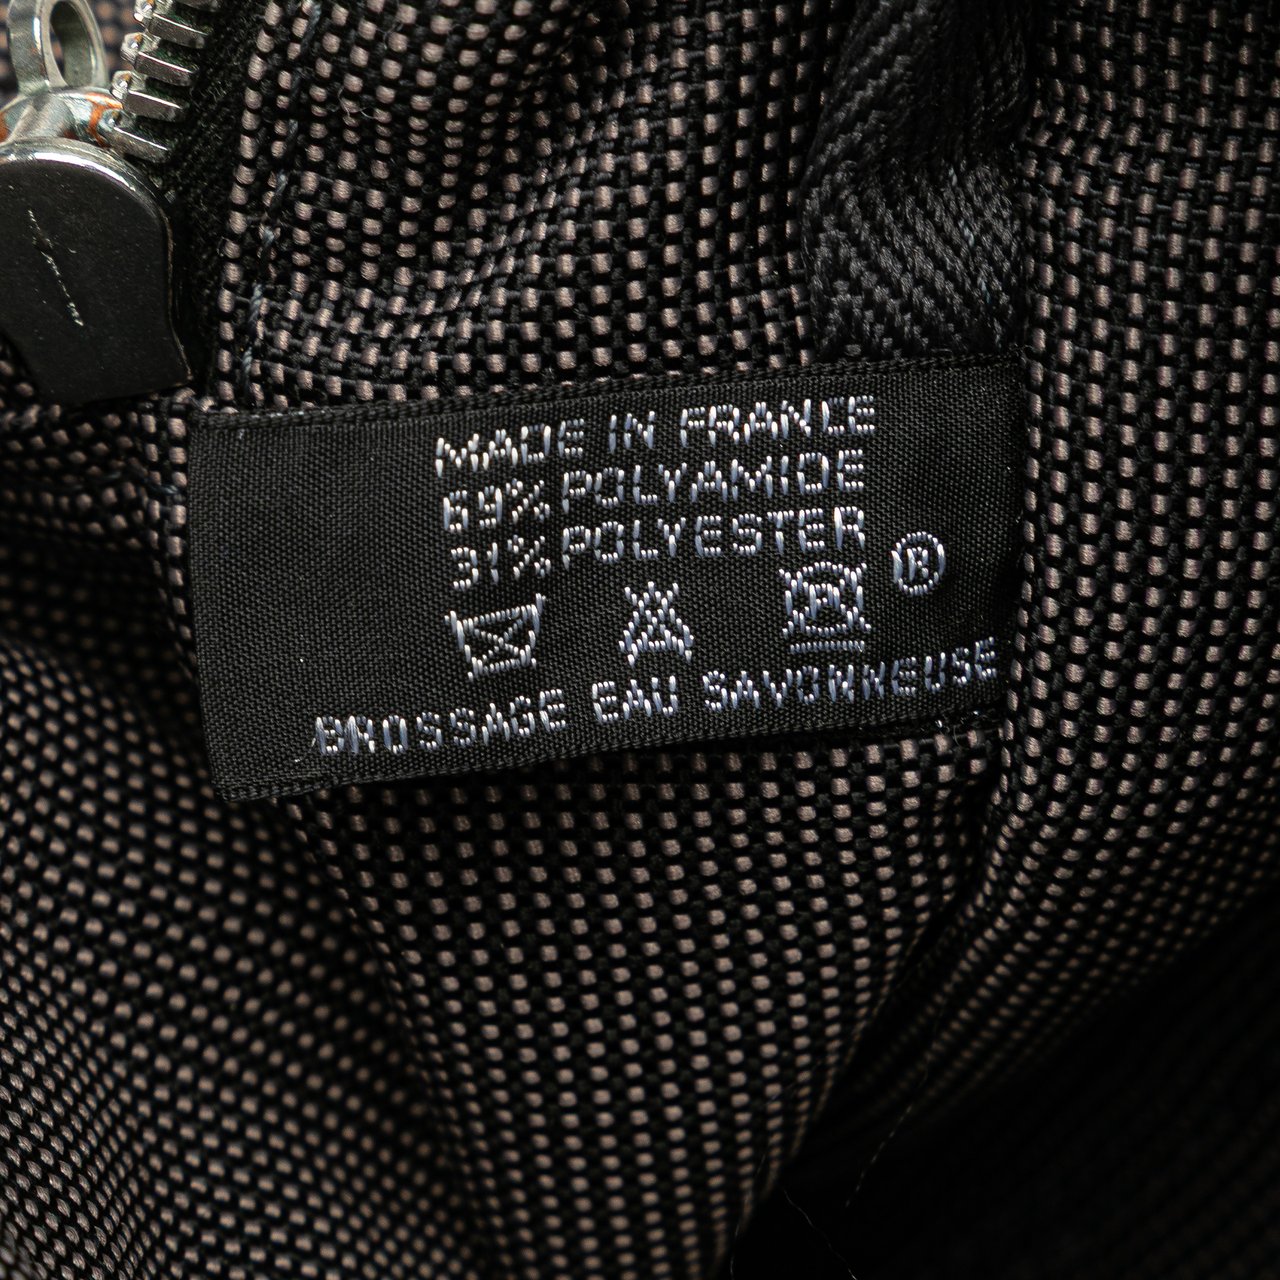 MADE IN FRANCE
69% POLYAMIDE
31% POLYESTER
P ®
BROSSAGE EAU SAVONNEUSE